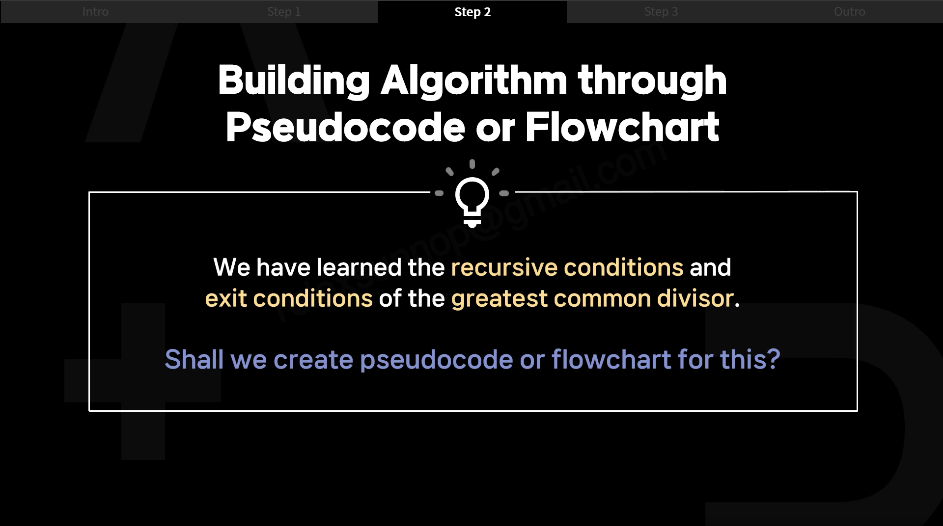 Intro
Step 1
Step 2
Step 3
Outro
Building Algorithm through
Pseudocode or Flowchart
We have learned the recursive conditions and
exit conditions of the greatest common divisor.
Shall we create pseudocode or flowchart for this?